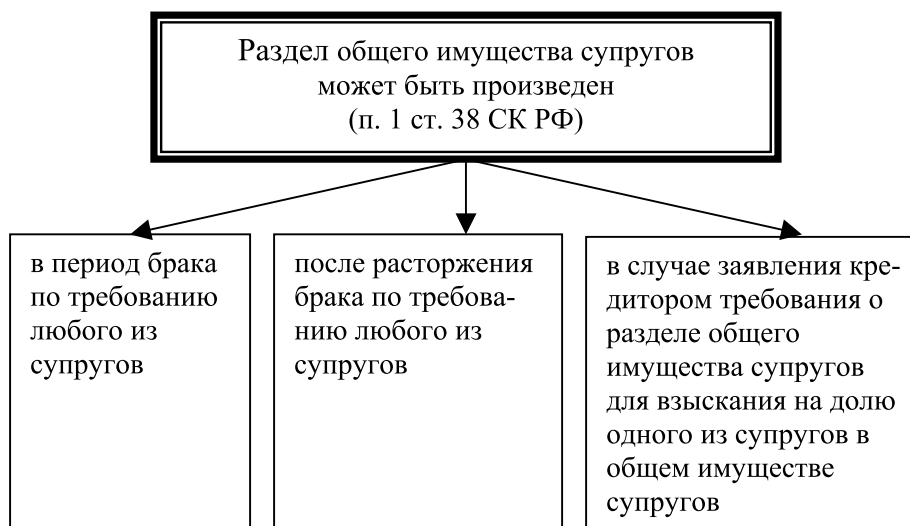 Раздел общего имущества супругов
может быть произведен
(п. 1 ст. 38 СК РФ)
в период брака
по требованию
любого из
супругов
после расторжения
брака по требова-
нию любого из
супругов
в случае заявления кре-
дитором требования о
разделе общего
имущества супругов
для взыскания на долю
одного из супругов в
общем имуществе
супругов